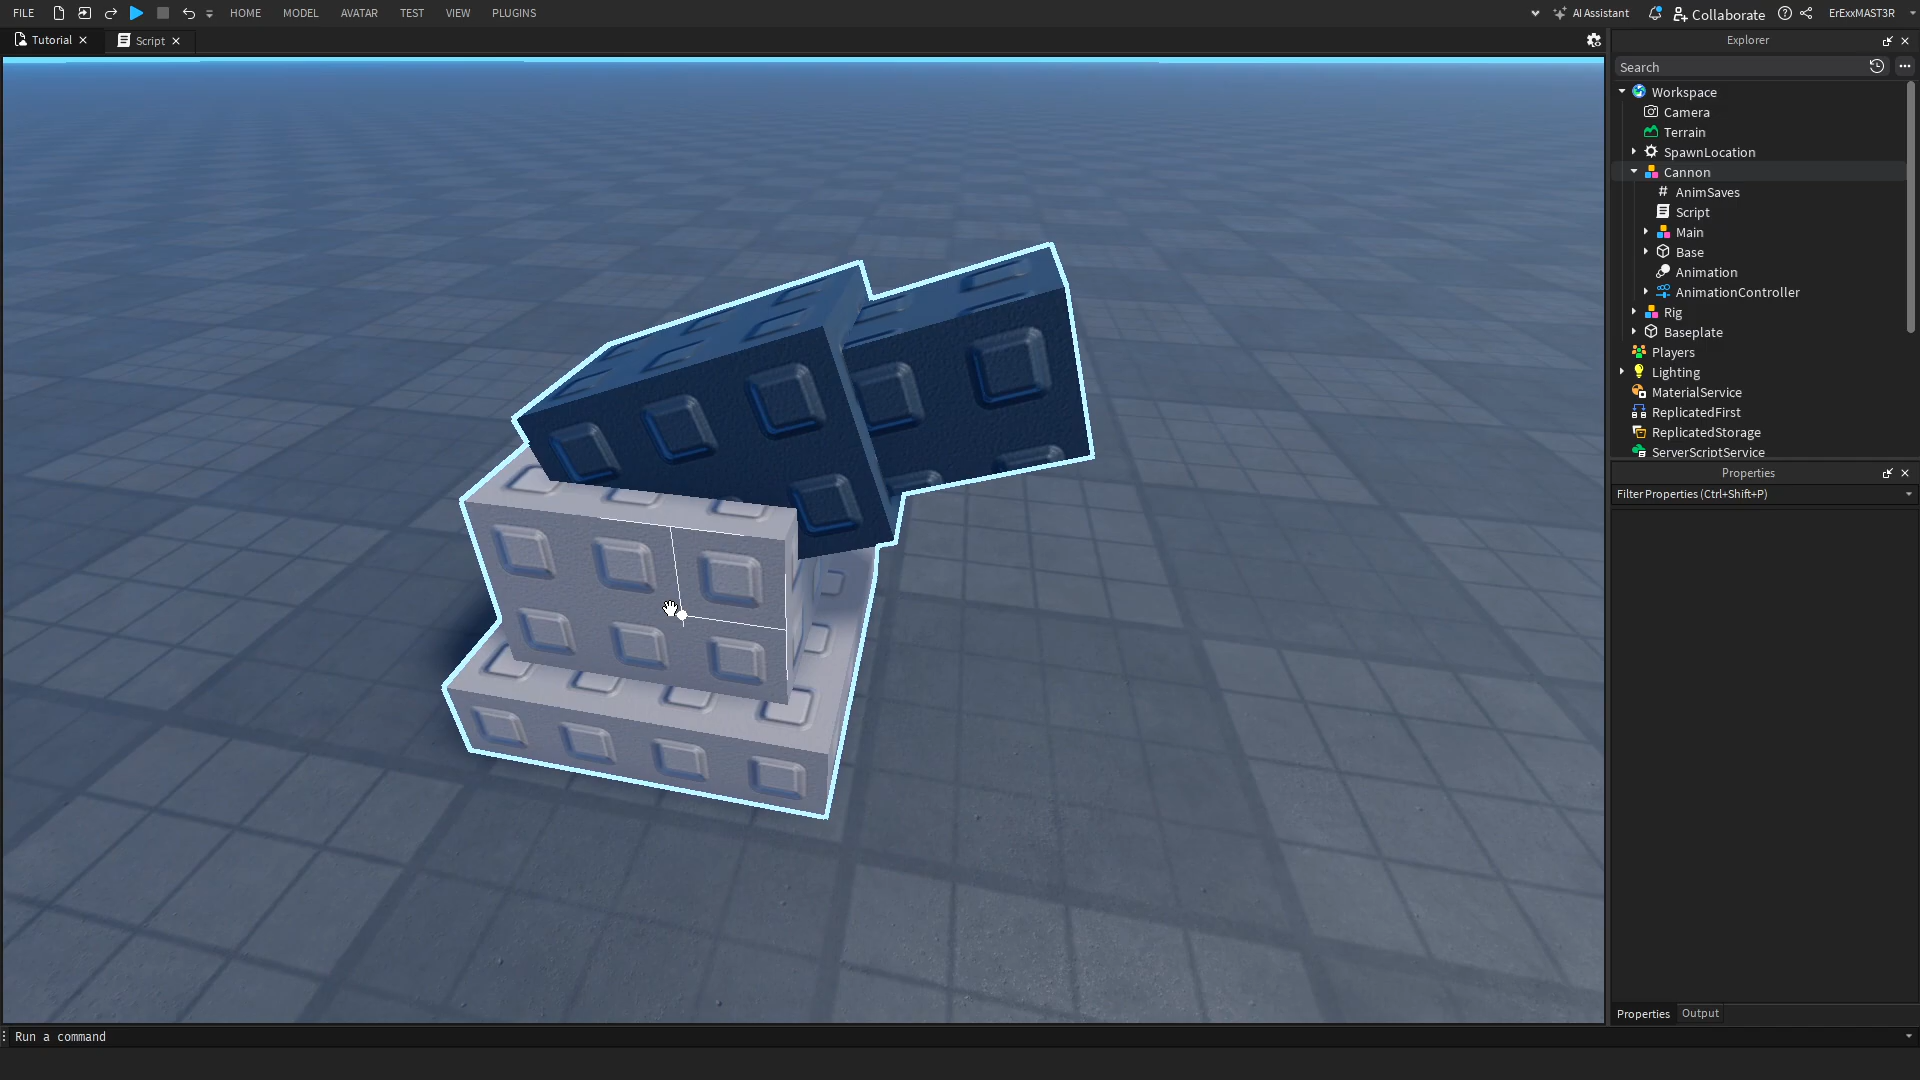 FILE HOME MODEL AVATAR TEST VIEW PLUGINS AI Assistant Collaborate ErExxMAST3R
Tutorial Script
Explorer
Search
Workspace
Camera
Terrain
SpawnLocation
Cannon
# AnimSaves
Script
Main
Base
Animation
AnimationController
Rig
Baseplate
Players
Lighting
MaterialService
ReplicatedFirst
ReplicatedStorage
ServerScriptService
Properties
Filter Properties (Ctrl+Shift+P)
Properties Output
Run a command